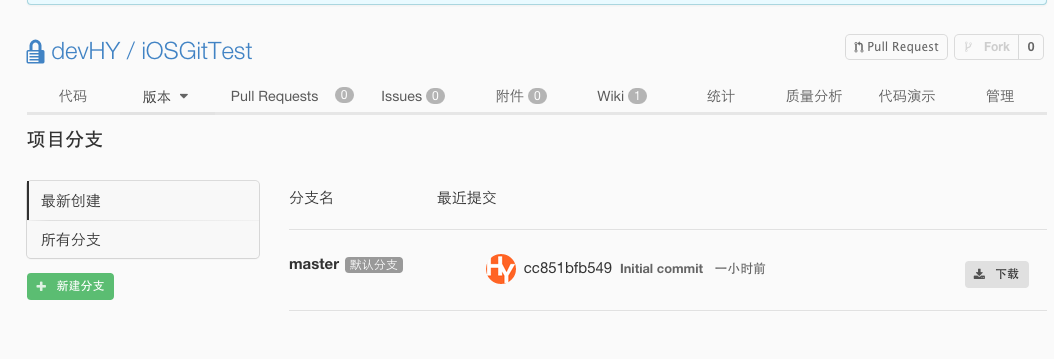 devHY / iOSGitTest
Pull Request Fork 0
代码 版本 Pull Requests 0 Issues 0 附件 0 Wiki 1 统计 质量分析 代码演示 管理
项目分支
最新创建
所有分支
+ 新建分支
分支名 最近提交
master 默认分支 Hy cc851bfb549 Initial commit 一小时前 下载